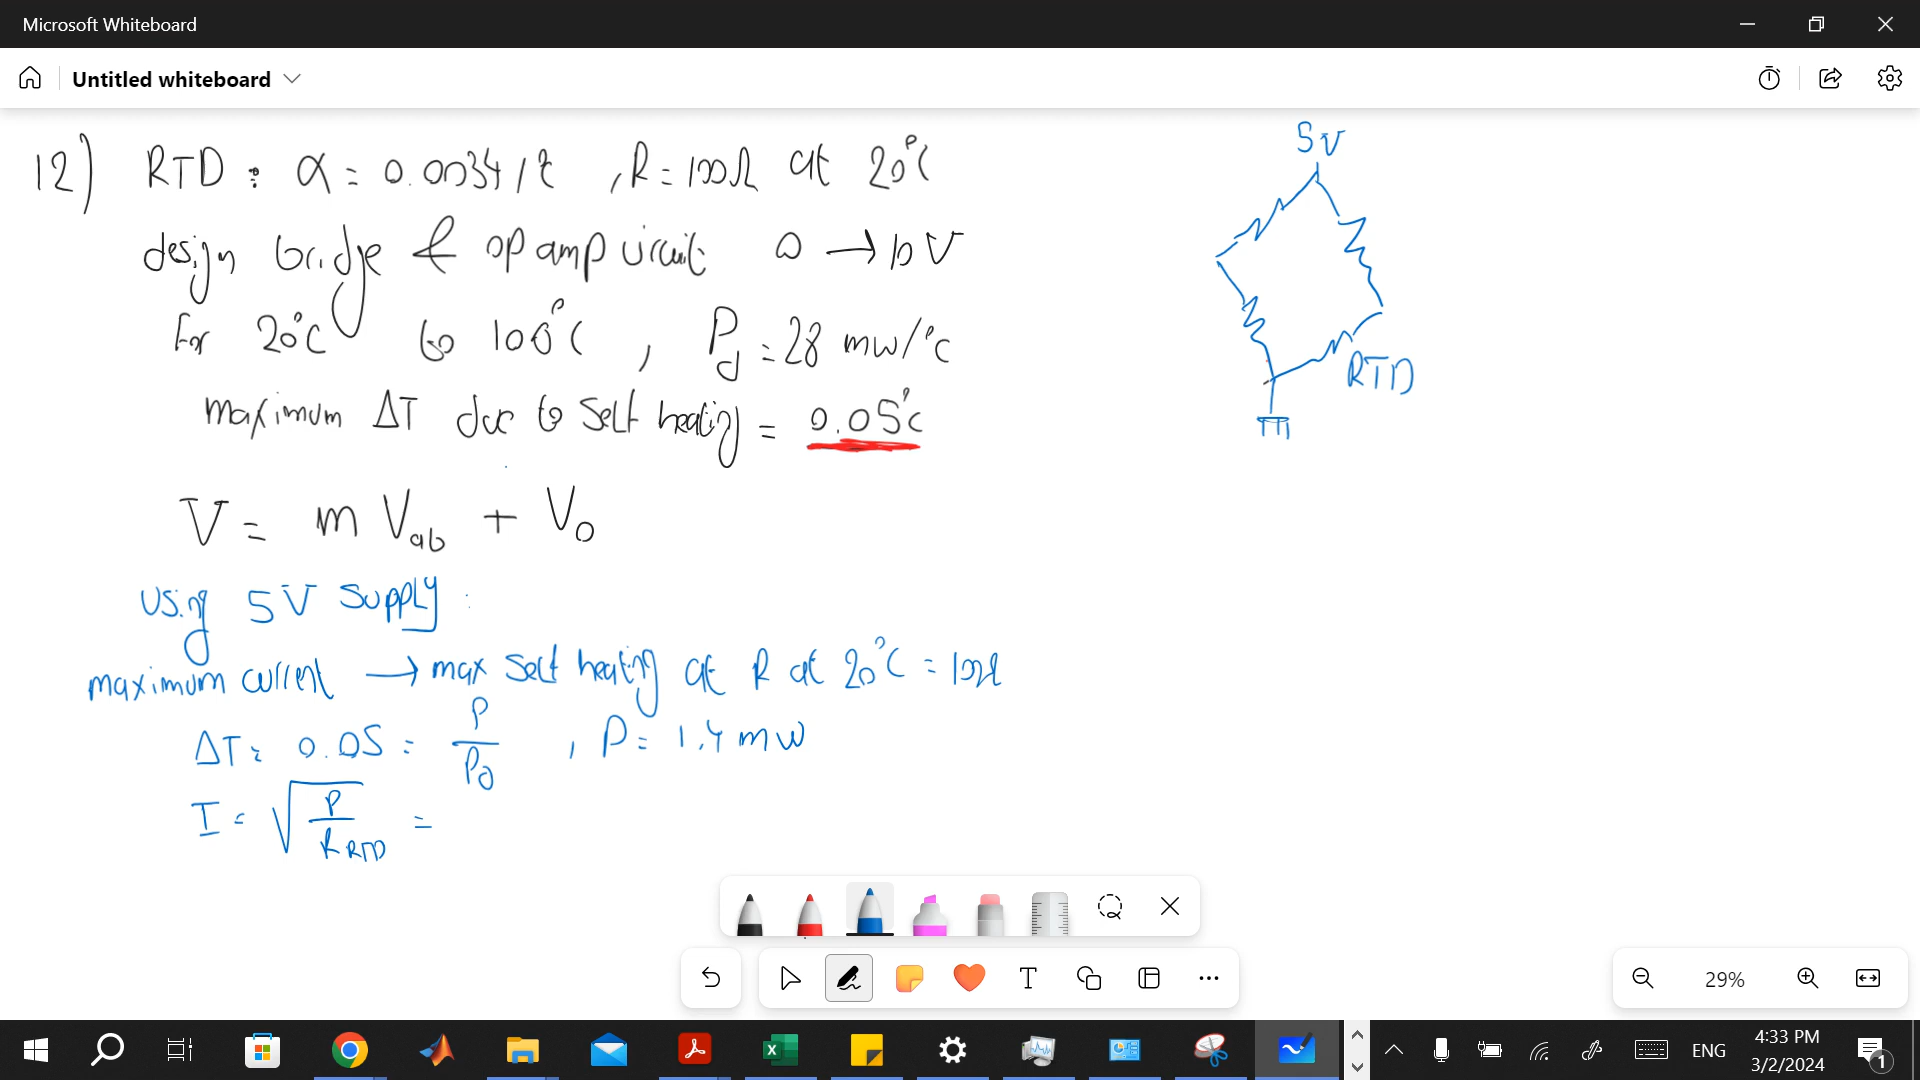 Microsoft Whiteboard
Untitled whiteboard
12) RTD : α = 0.0034 /°C , R = 100Ω at 20°C
design bridge & op amp circuit 0 → 10 V
For 20°C to 100°C , Pd = 28 mw/°C
maximum ΔT due to self heating = 0.05°C
V = m Vab + Vo
Using 5V supply :
maximum current → max self heating at R at 20°C = 100Ω
ΔT = 0.05 = P/PD , P = 1.4 mw
I = √(P/RRTD) =
5V
RTD
29%
ENG
4:33 PM
3/2/2024
1